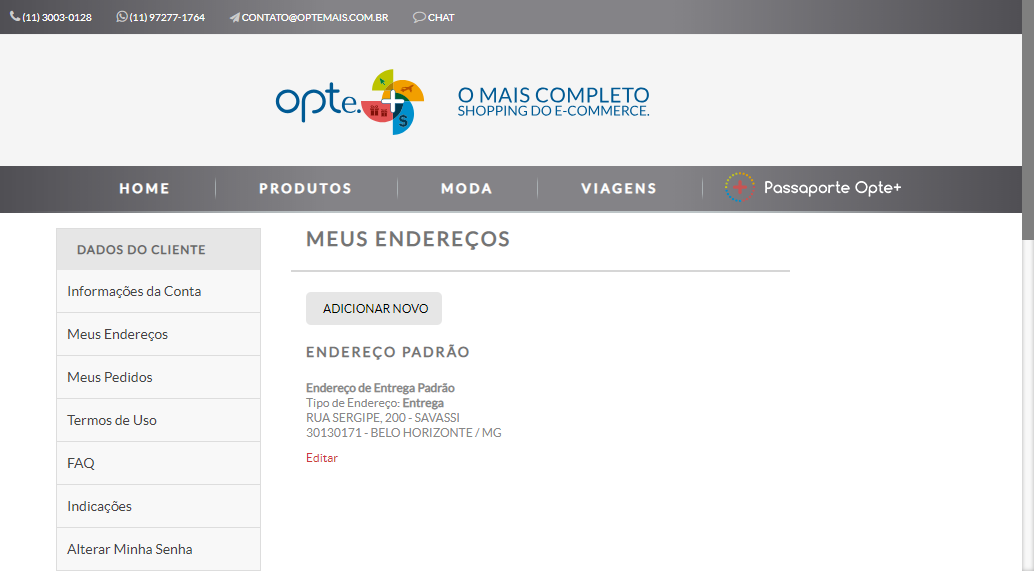 (11) 3003-0128 (11) 97277-1764 CONTATO@OPTEMAIS.COM.BR CHAT
opte.
$
O MAIS COMPLETO
SHOPPING DO E-COMMERCE.
HOME PRODUTOS MODA VIAGENS Passaporte Opte+
DADOS DO CLIENTE
Informações da Conta
Meus Endereços
Meus Pedidos
Termos de Uso
FAQ
Indicações
Alterar Minha Senha
MEUS ENDEREÇOS
ADICIONAR NOVO
ENDEREÇO PADRÃO
Endereço de Entrega Padrão
Tipo de Endereço: Entrega
RUA SERGIPE, 200 - SAVASSI
30130171 - BELO HORIZONTE / MG
Editar